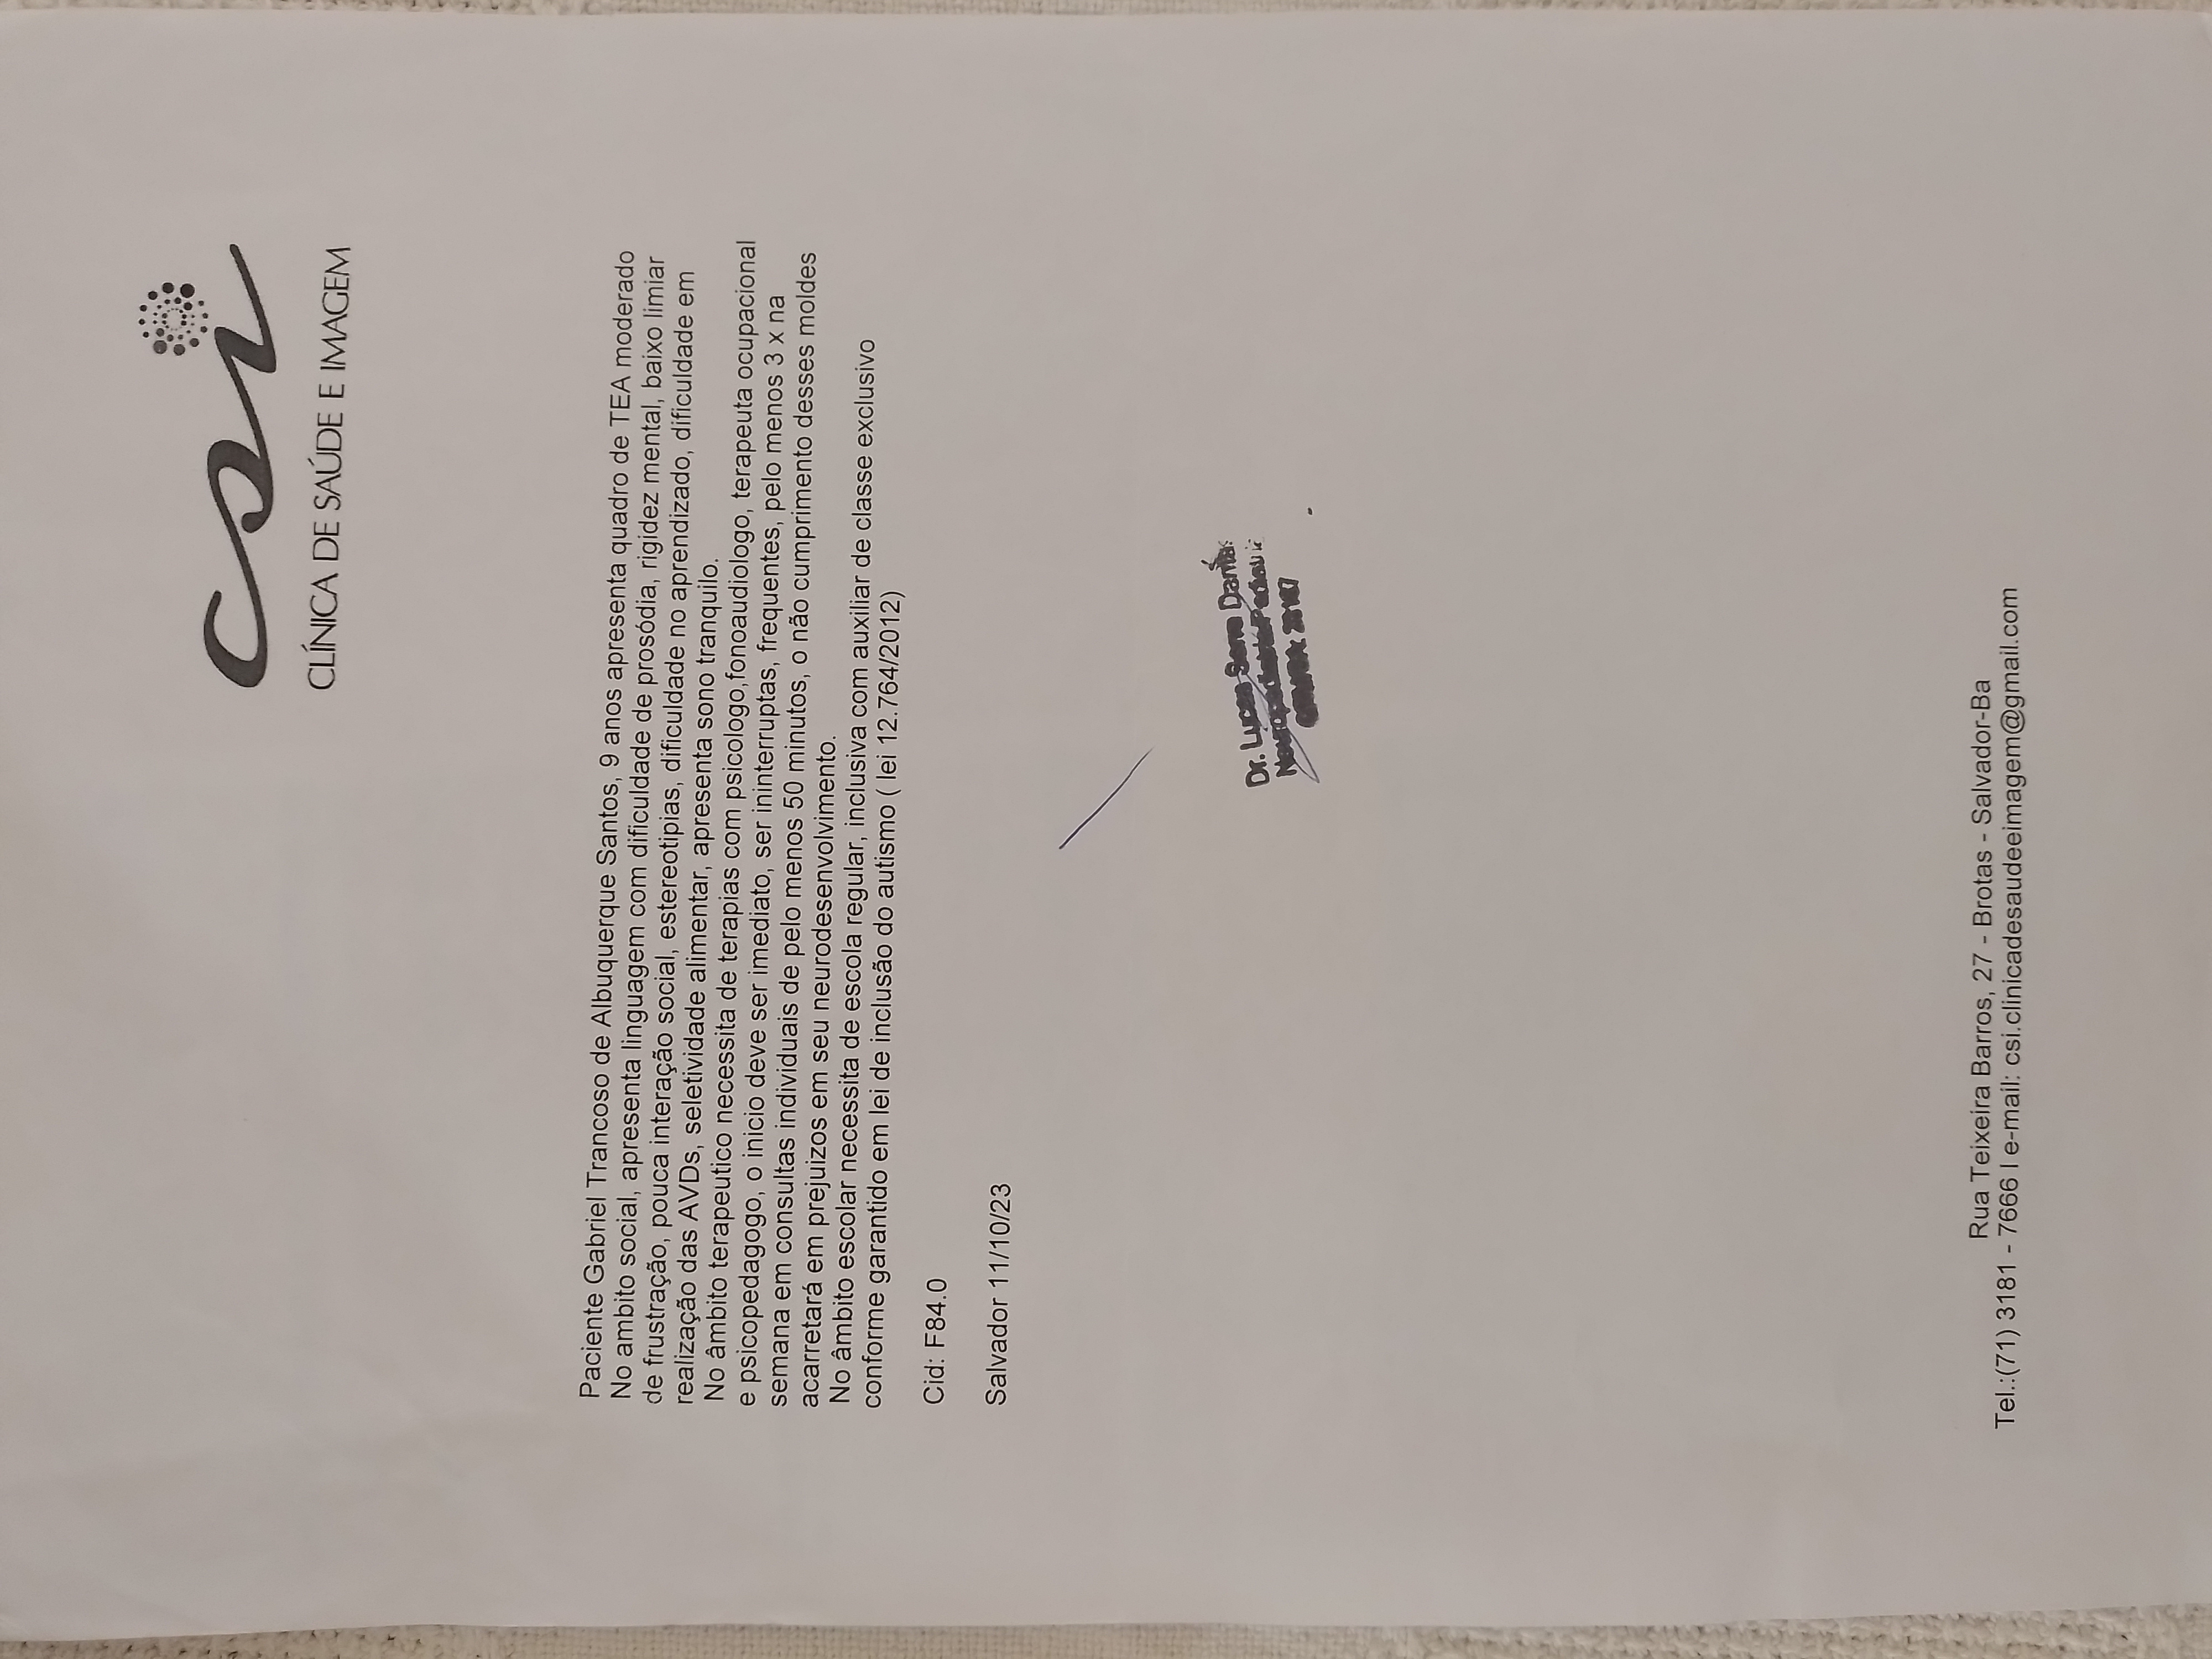 csi
CLÍNICA DE SAÚDE E IMAGEM
Paciente Gabriel Trancoso de Albuquerque Santos, 9 anos apresenta quadro de TEA moderado
No ambito social, apresenta linguagem com dificuldade de prosódia, rigidez mental, baixo limiar
de frustração, pouca interação social, estereotipias, dificuldade no aprendizado, dificuldade em
realização das AVDs, seletividade alimentar, apresenta sono tranquilo.
No âmbito terapeutico necessita de terapias com psicologo,fonoaudiologo, terapeuta ocupacional
e psicopedagogo, o inicio deve ser imediato, ser ininterruptas, frequentes, pelo menos 3 x na
semana em consultas individuais de pelo menos 50 minutos, o não cumprimento desses moldes
acarretará em prejuizos em seu neurodesenvolvimento.
No âmbito escolar necessita de escola regular, inclusiva com auxiliar de classe exclusivo
conforme garantido em lei de inclusão do autismo ( lei 12.764/2012)
Cid: F84.0
Salvador 11/10/23
Dr. Lucas
Rua Teixeira Barros, 27 - Brotas - Salvador-Ba
Tel.:(71) 3181 - 7666 I e-mail: csi.clinicadesaudeeimagem@gmail.com